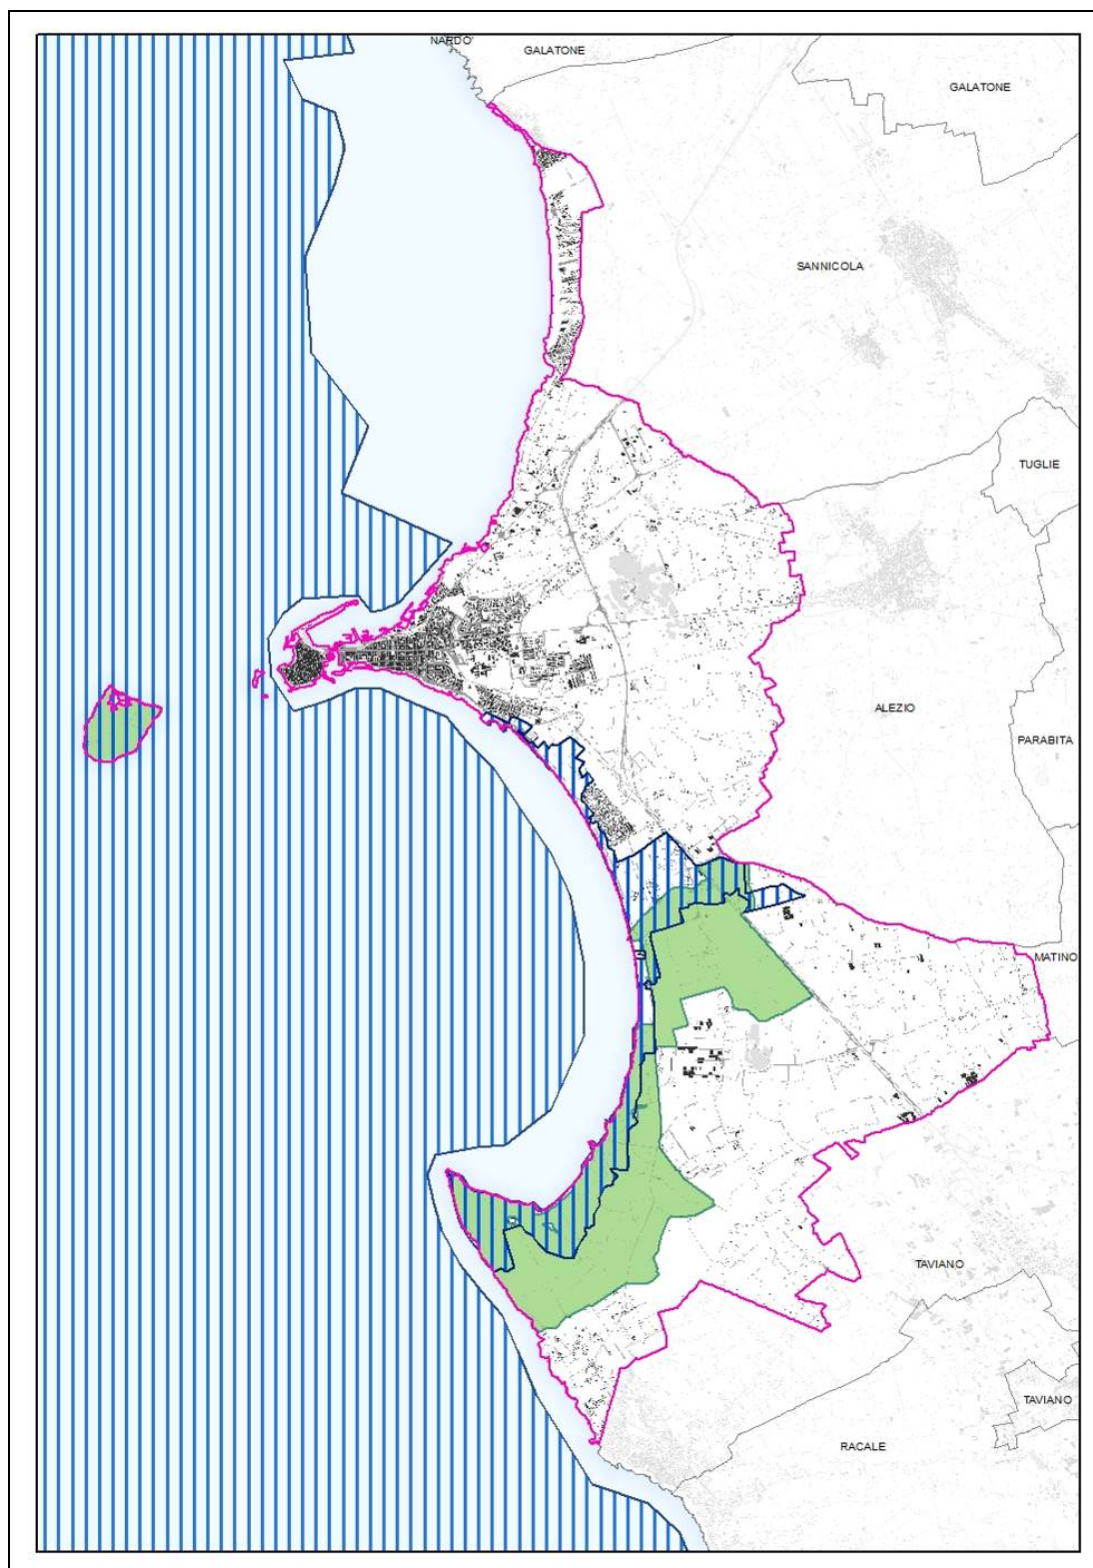 NARDO'
GALATONE
GALATONE
SANNICOLA
TUGLIE
ALEZIO
PARABITA
MATINO
TAVIANO
TAVIANO
RACALE